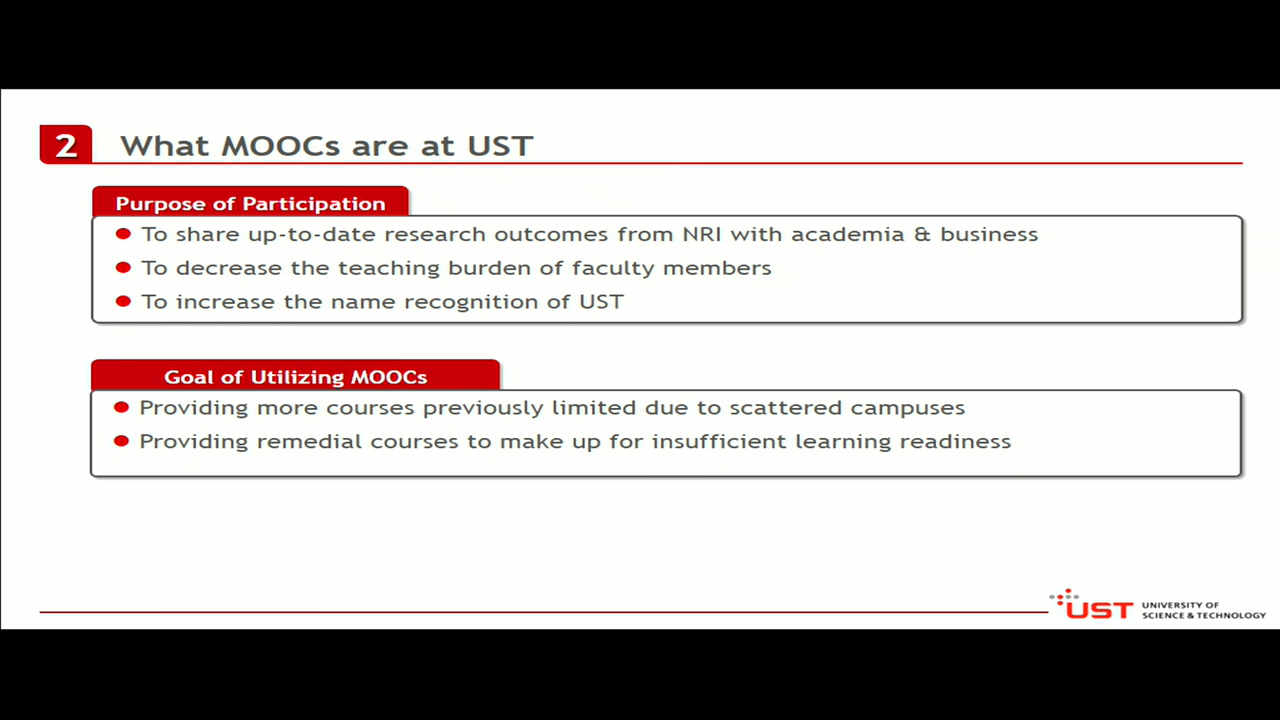 2 What MOOCs are at UST
Purpose of Participation
To share up-to-date research outcomes from NRI with academia & business
To decrease the teaching burden of faculty members
To increase the name recognition of UST
Goal of Utilizing MOOCs
Providing more courses previously limited due to scattered campuses
Providing remedial courses to make up for insufficient learning readiness
UST UNIVERSITY OF
SCIENCE & TECHNOLOGY